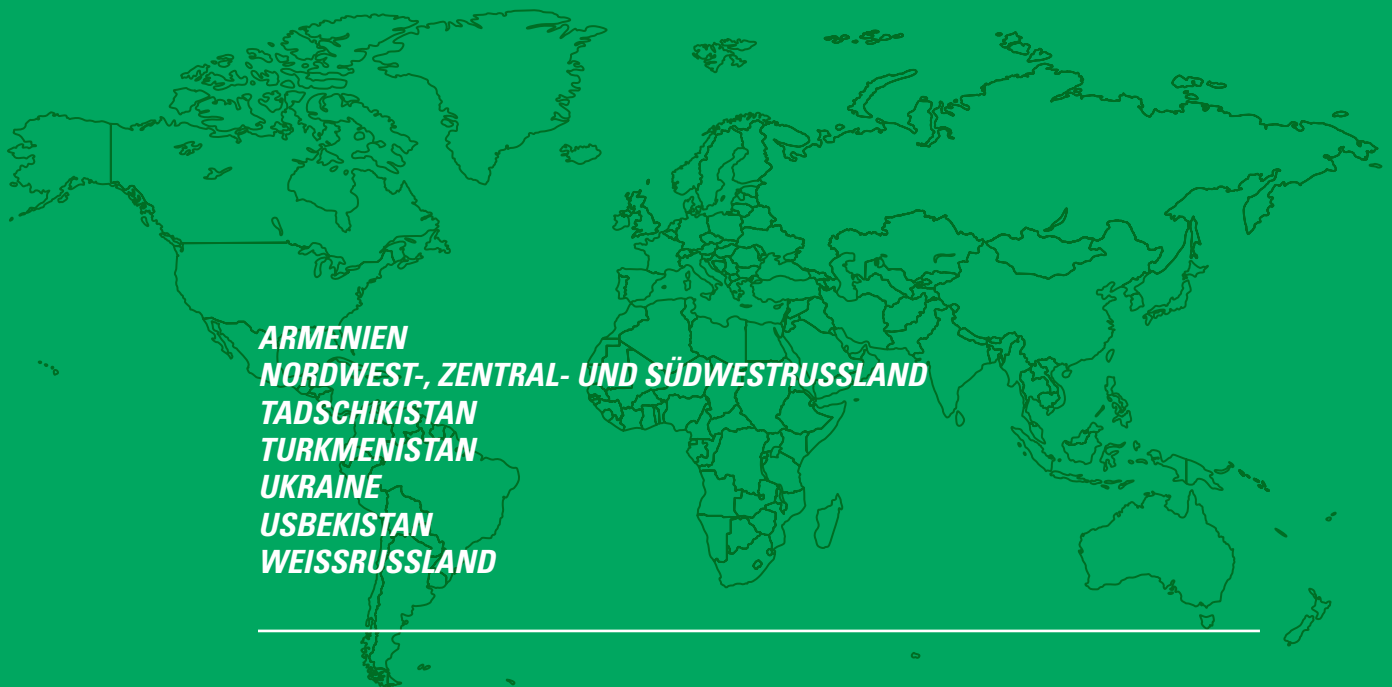 ARMENIEN
NORDWEST-, ZENTRAL- UND SÜDWESTRUSSLAND
TADSCHIKISTAN
TURKMENISTAN
UKRAINE
USBEKISTAN
WEISSRUSSLAND